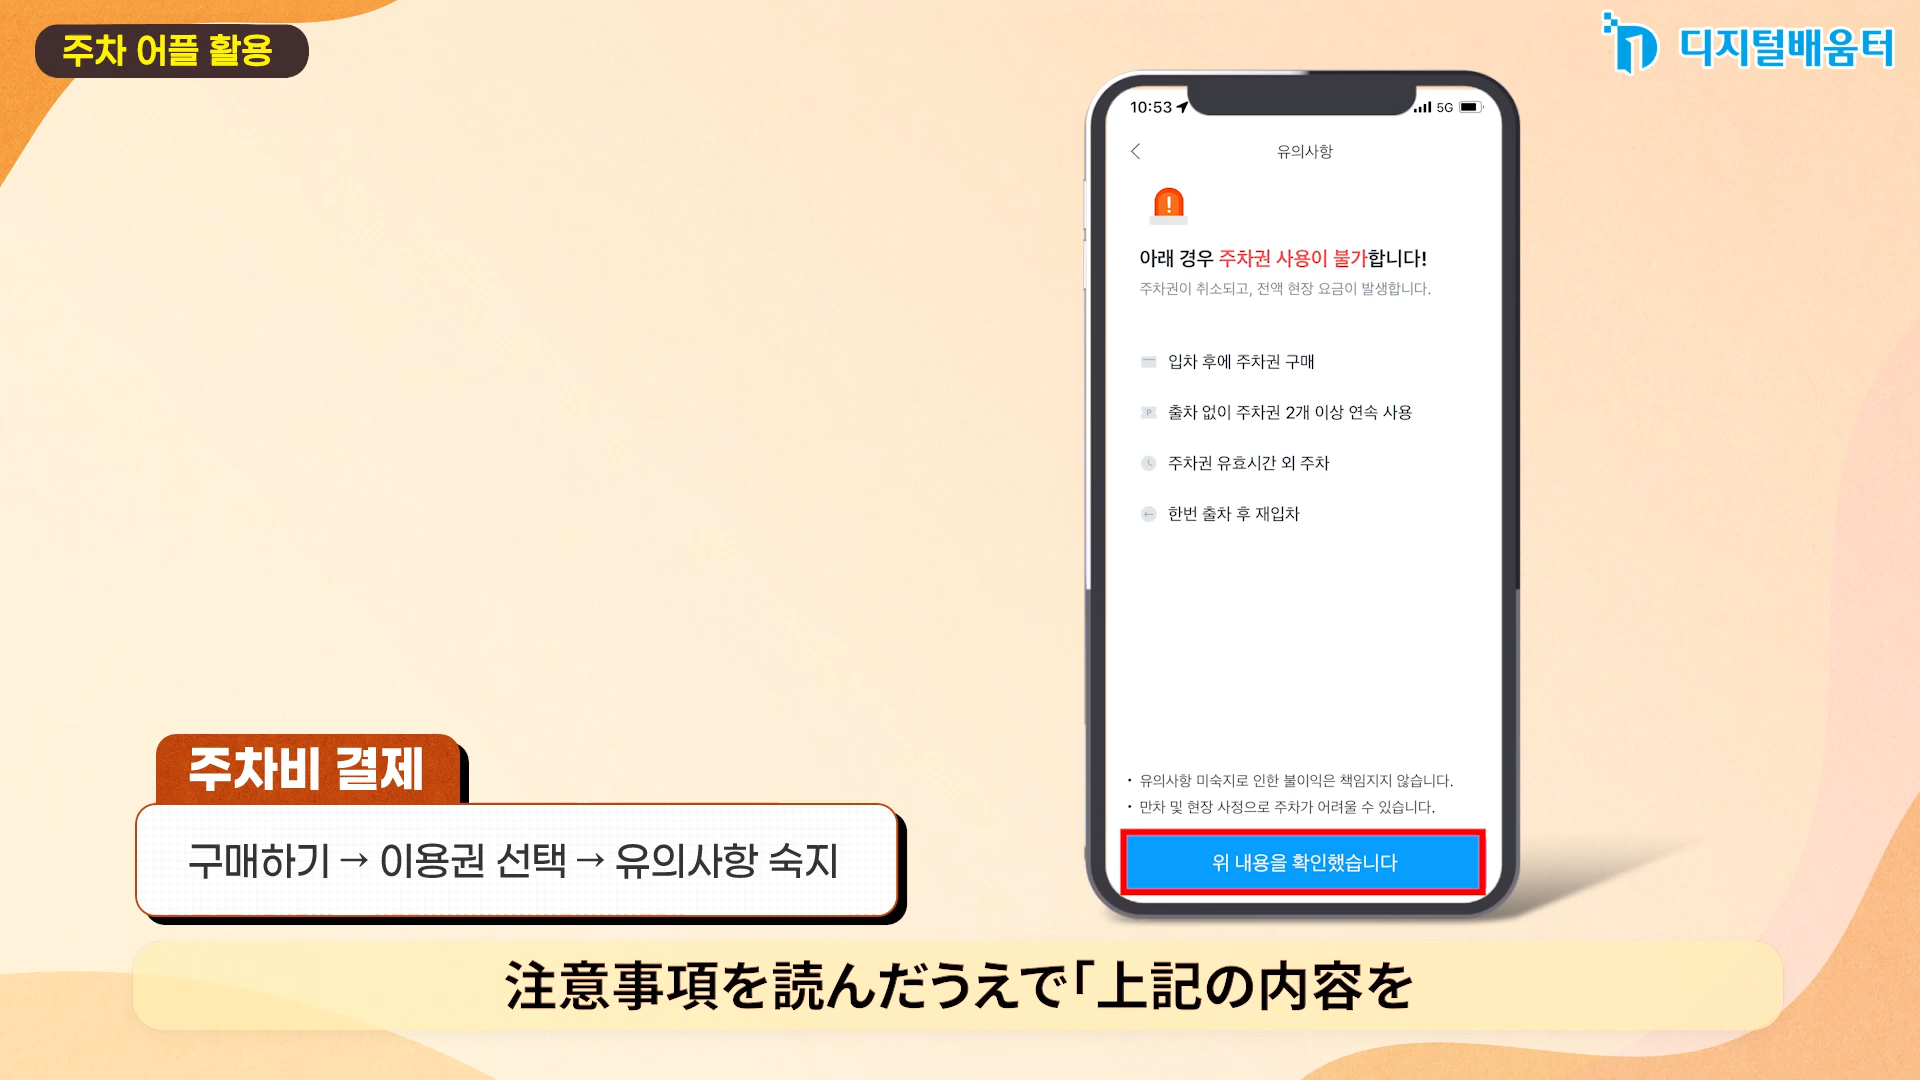 주차 어플 활용
디지털배움터
10:53
5G
유의사항
아래 경우 주차권 사용이 불가합니다!
주차권이 취소되고, 전액 현장 요금이 발생합니다.
입차 후에 주차권 구매
출차 없이 주차권 2개 이상 연속 사용
주차권 유효시간 외 주차
한번 출차 후 재입차
• 유의사항 미숙지로 인한 불이익은 책임지지 않습니다.
• 만차 및 현장 사정으로 주차가 어려울 수 있습니다.
위 내용을 확인했습니다
주차비 결제
구매하기 → 이용권 선택 → 유의사항 숙지
注意事項を読んだうえで「上記の内容を